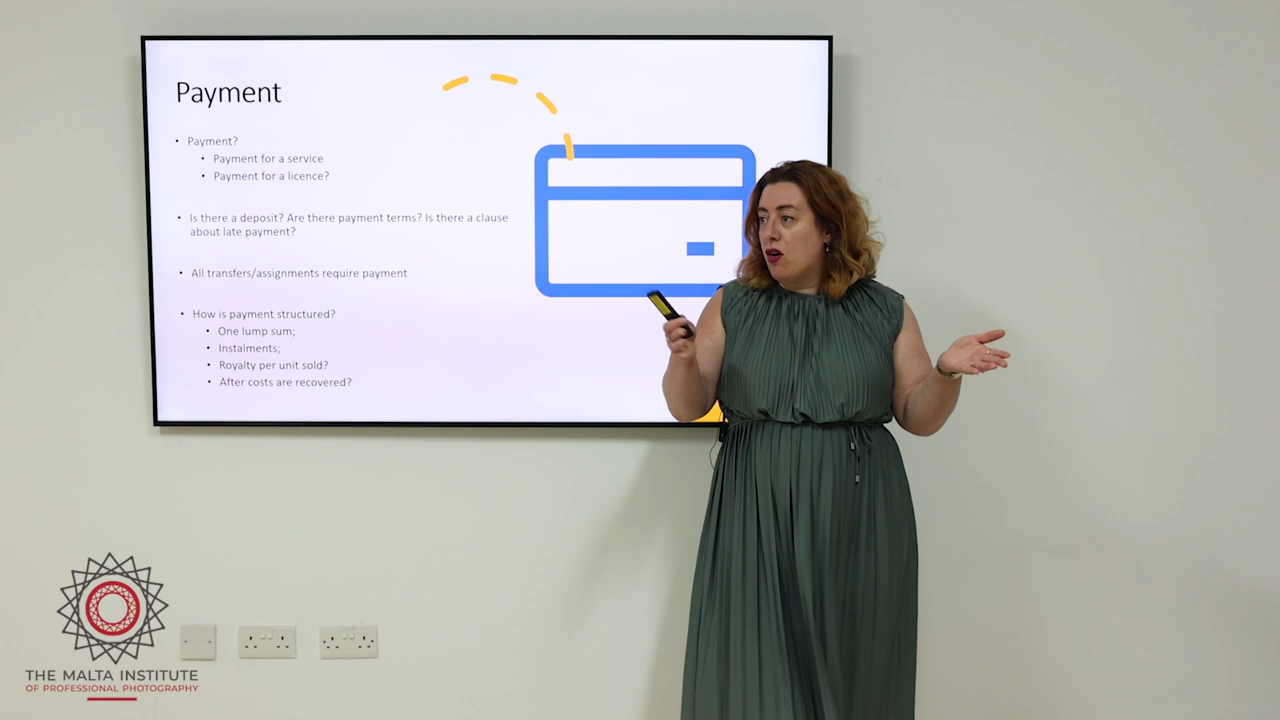 Payment
• Payment?
• Payment for a service
• Payment for a licence?
• Is there a deposit? Are there payment terms? Is there a clause
about late payment?
• All transfers/assignments require payment
• How is payment structured?
• One lump sum;
• Instalments;
• Royalty per unit sold?
• After costs are recovered?
THE MALTA INSTITUTE
OF PROFESSIONAL PHOTOGRAPHY